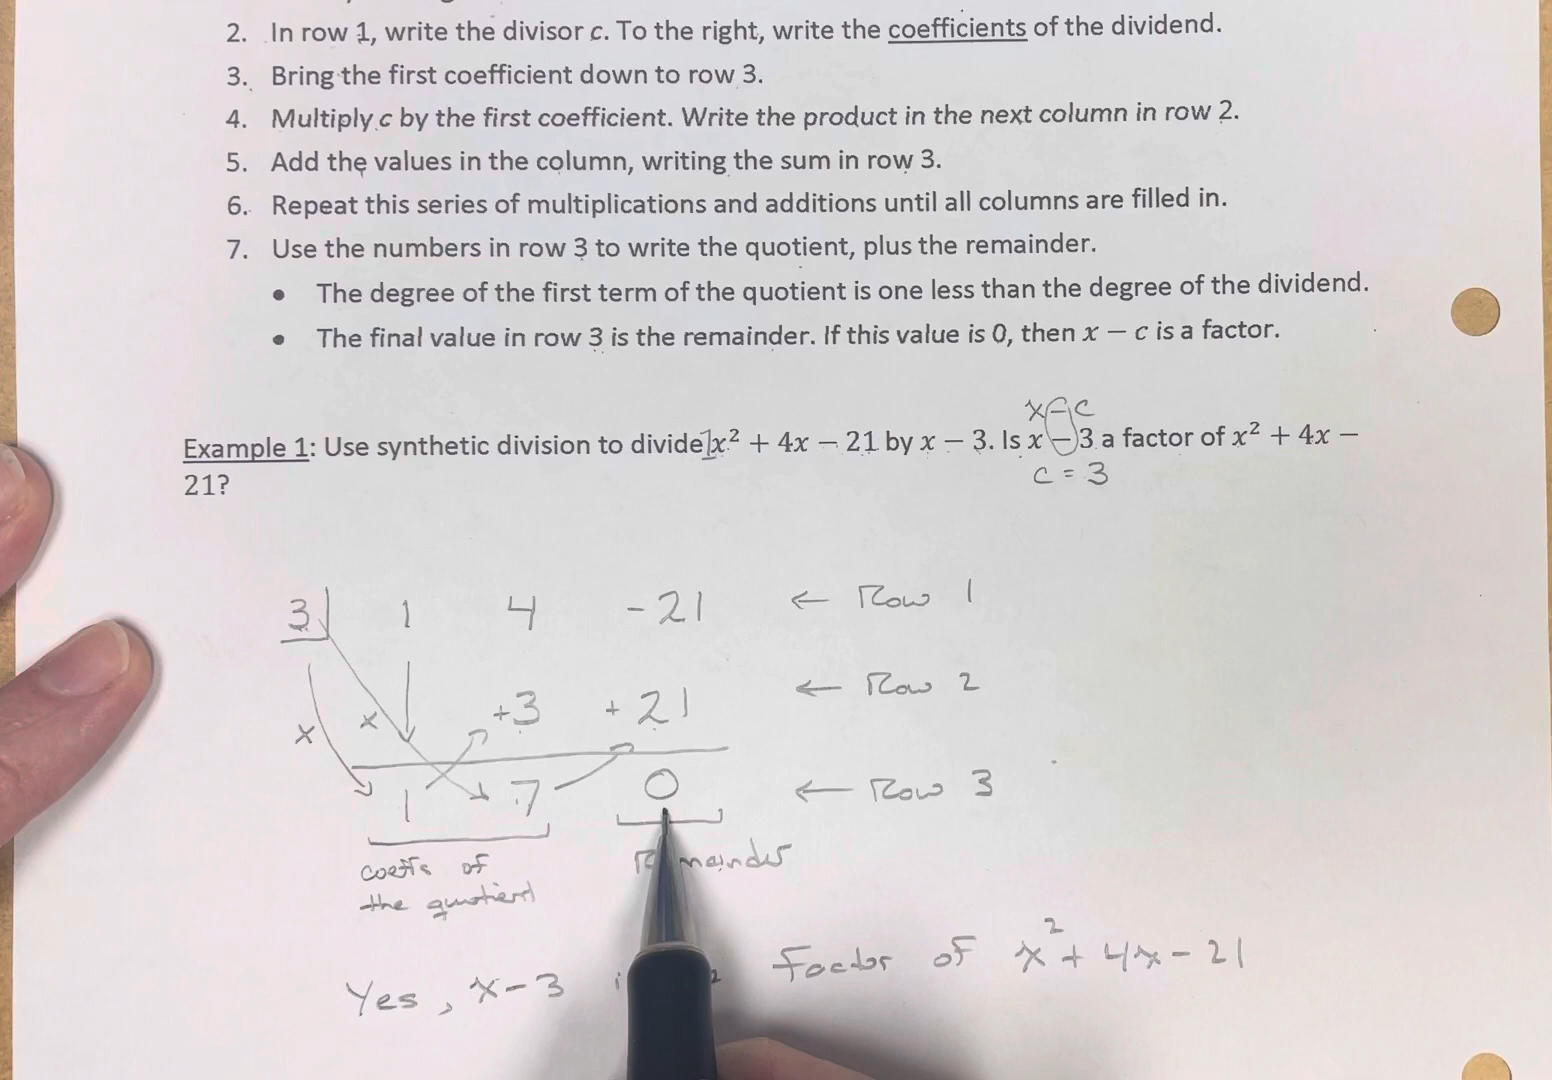 2. In row 1, write the divisor c. To the right, write the coefficients of the dividend.
3. Bring the first coefficient down to row 3.
4. Multiply c by the first coefficient. Write the product in the next column in row 2.
5. Add the values in the column, writing the sum in row 3.
6. Repeat this series of multiplications and additions until all columns are filled in.
7. Use the numbers in row 3 to write the quotient, plus the remainder.
• The degree of the first term of the quotient is one less than the degree of the dividend.
• The final value in row 3 is the remainder. If this value is 0, then x − c is a factor.
x − c
Example 1: Use synthetic division to divide x² + 4x − 21 by x − 3. Is x − 3 a factor of x² + 4x −
21?
c = 3
3 1 4 -21 ← Row 1
x x +3 +21 ← Row 2
1 7 0 ← Row 3
coeffs of
the quotient
remainder
Yes, x-3 a factor of x² + 4x - 21